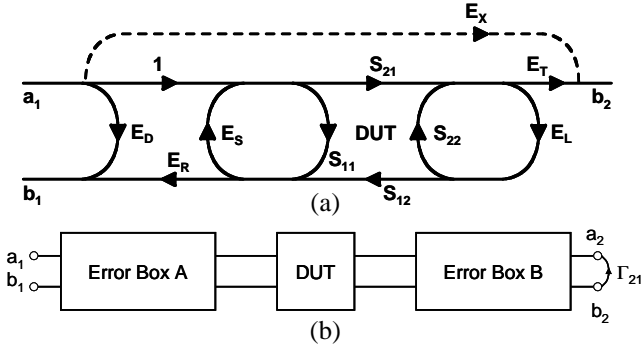 E_X
1 S_21 E_T
a_1 b_2
E_D E_S DUT S_22 E_L
S_11
E_R
b_1 S_12
(a)
a_1 a_2
Error Box A DUT Error Box B Γ_21
b_1
b_2
(b)